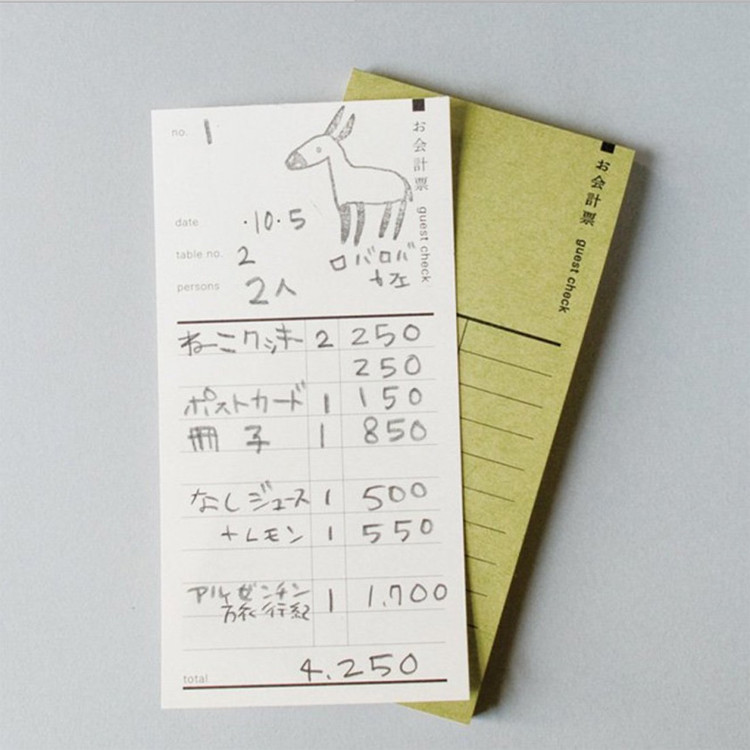 no. 1
お会計票 guest check
date ・10・5
table no. 2
persons 2人
ロバロバ
カフェ
ねこクッキー 2 250
250
ポストカード 1 150
冊子 1 850
なしジュース 1 500
+レモン 1 550
アルゼンチン 1 1,700
旅行紀
total 4.250
お会計票 guest check